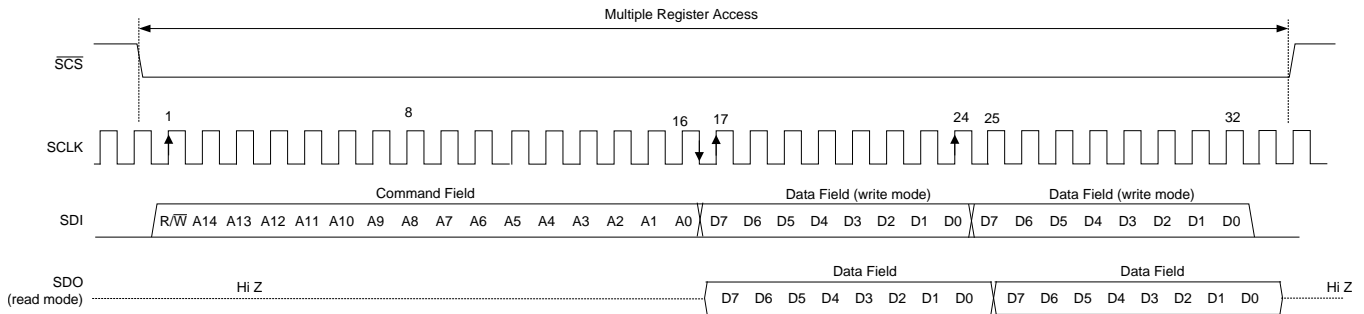 Multiple Register Access
SCS
1 8 16 17 24 25 32
SCLK
Command Field Data Field (write mode) Data Field (write mode)
SDI R/W A14 A13 A12 A11 A10 A9 A8 A7 A6 A5 A4 A3 A2 A1 A0 D7 D6 D5 D4 D3 D2 D1 D0 D7 D6 D5 D4 D3 D2 D1 D0
Data Field Data Field
SDO
(read mode) Hi Z D7 D6 D5 D4 D3 D2 D1 D0 D7 D6 D5 D4 D3 D2 D1 D0 Hi Z